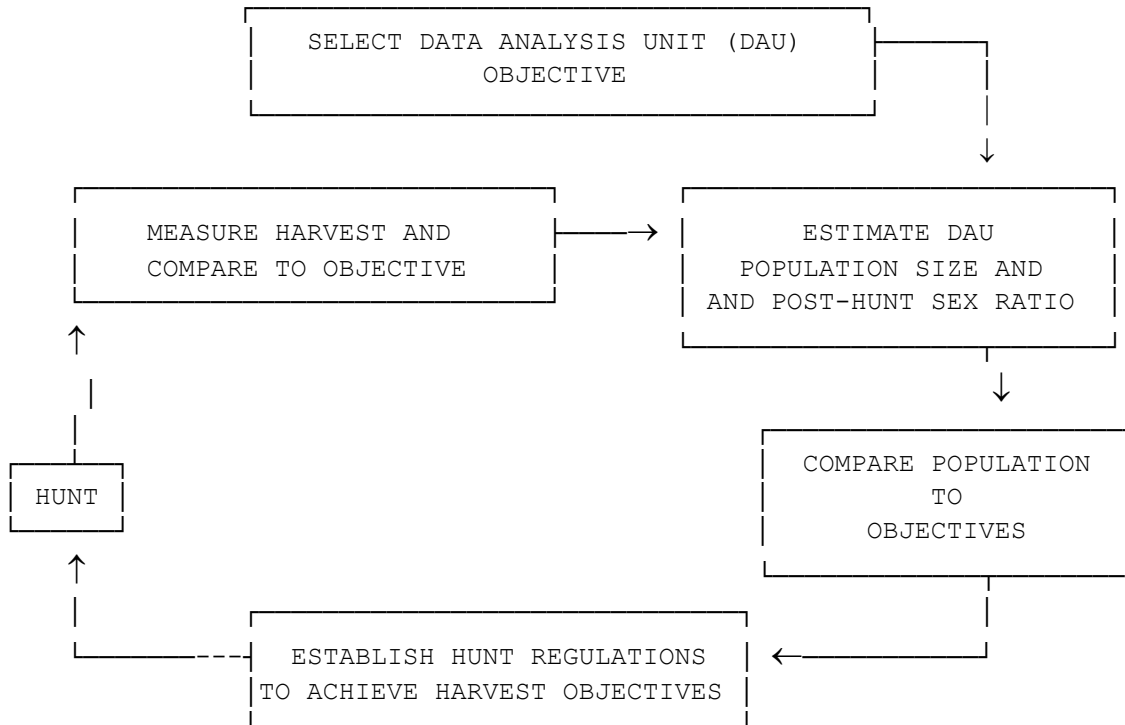 SELECT DATA ANALYSIS UNIT (DAU)
OBJECTIVE
MEASURE HARVEST AND
COMPARE TO OBJECTIVE
ESTIMATE DAU
POPULATION SIZE AND
AND POST-HUNT SEX RATIO
COMPARE POPULATION
TO
OBJECTIVES
HUNT
ESTABLISH HUNT REGULATIONS
TO ACHIEVE HARVEST OBJECTIVES